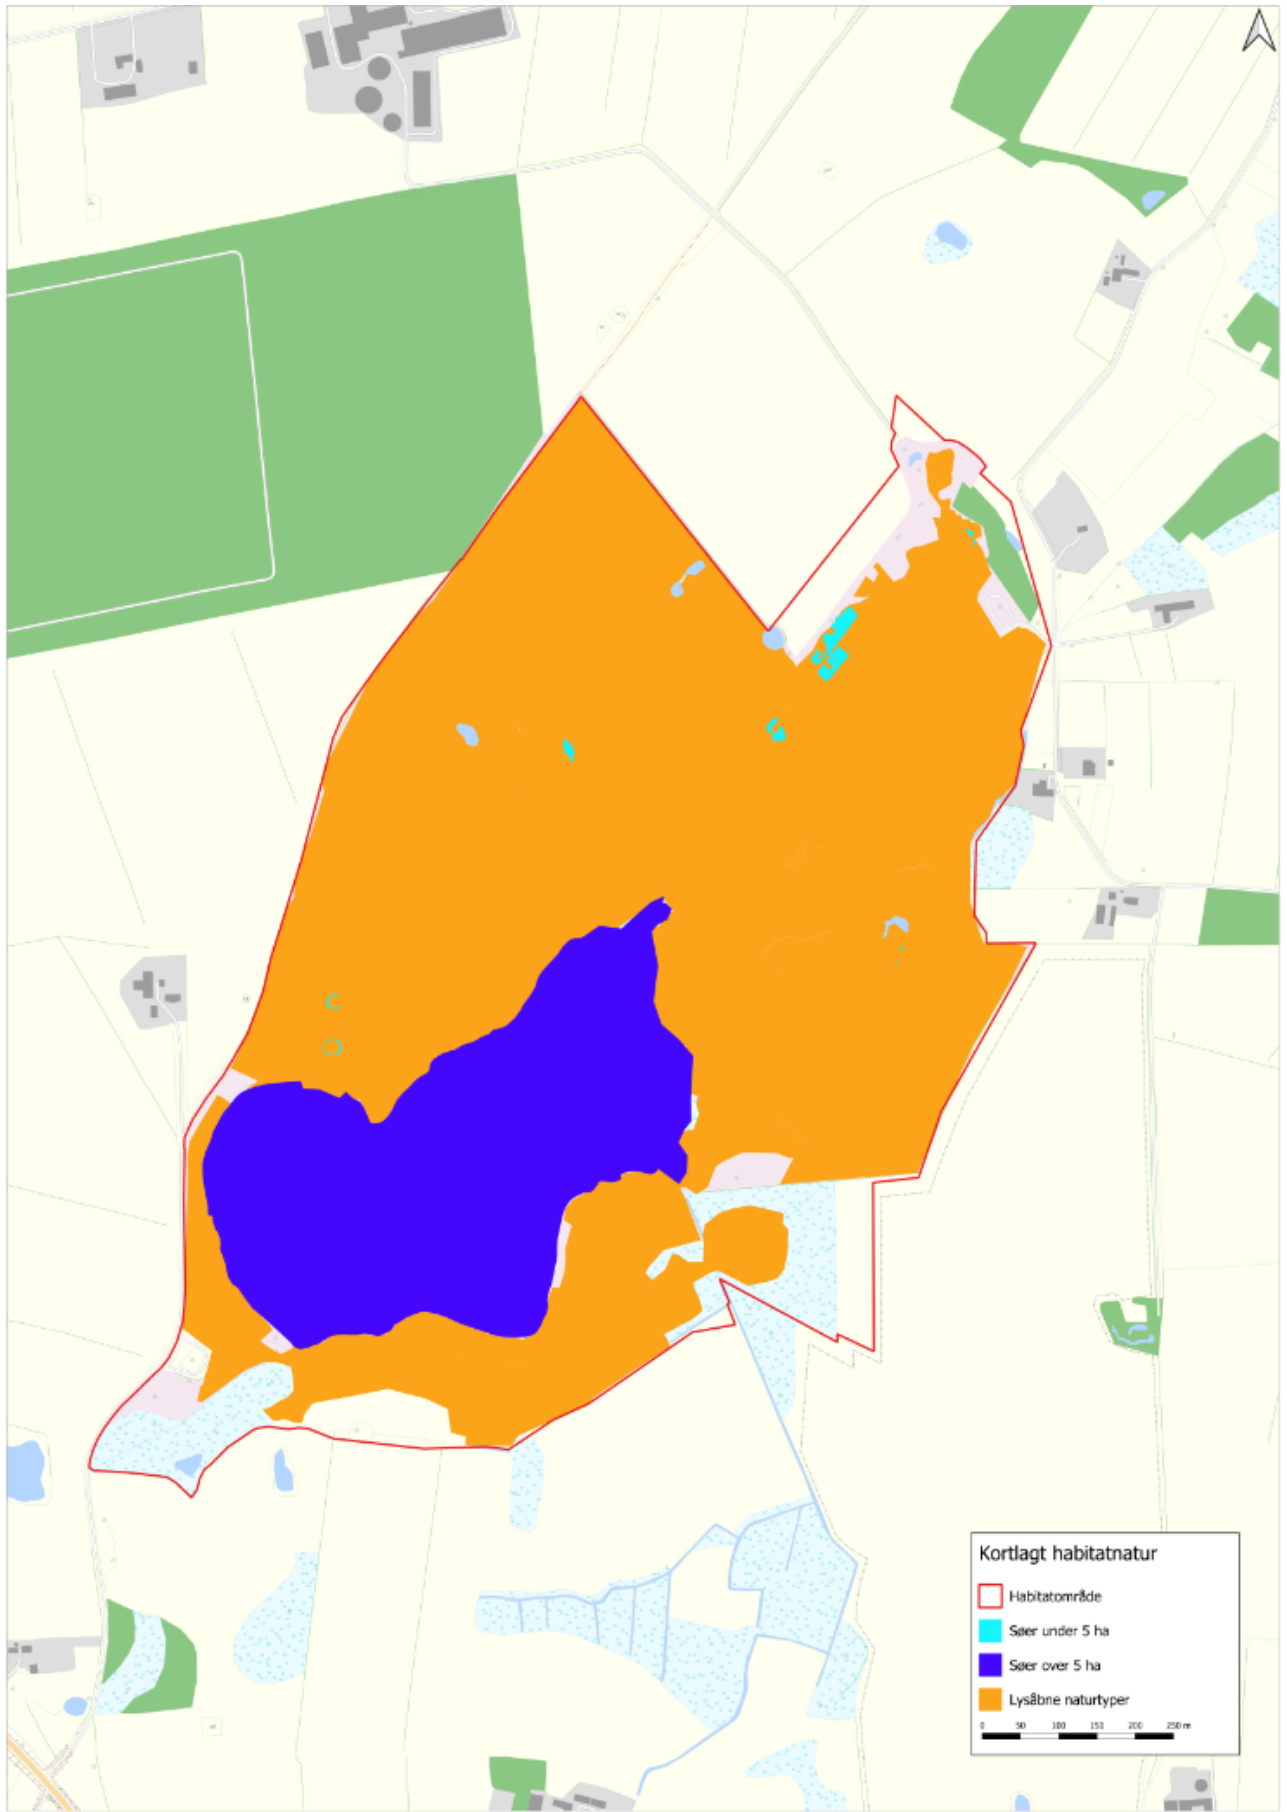 Kortlagt habitatnatur
Habitatområde
Søer under 5 ha
Søer over 5 ha
Lysåbne naturtyper
0 50 100 150 200 250 m